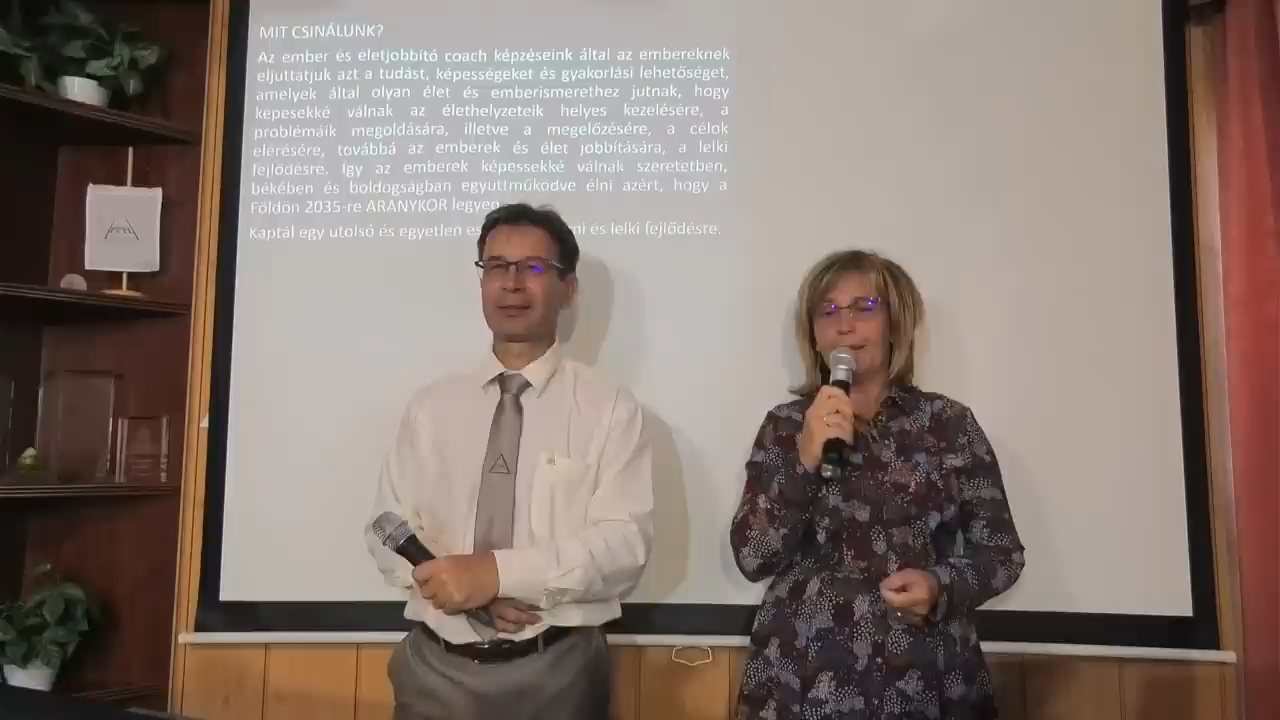 MIT CSINÁLUNK?
Az ember és életjobbító coach képzéseink által az embereknek
eljuttatjuk azt a tudást, képességeket és gyakorlási lehetőséget,
amelyek által olyan élet és emberismerethez jutnak, hogy
képesekké válnak az élethelyzeteik helyes kezelésére, a
problémáik megoldására, illetve a megelőzésére, a célok
elérésére, továbbá az emberek és élet jobbítására, a lelki
fejlődésre. Így az emberek képessekké válnak szeretetben,
békében és boldogságban együttműködve élni azért, hogy a
Földön 2035-re ARANYKOR legyen
Kaptál egy utolsó és egyetlen es és lelki fejlődésre.